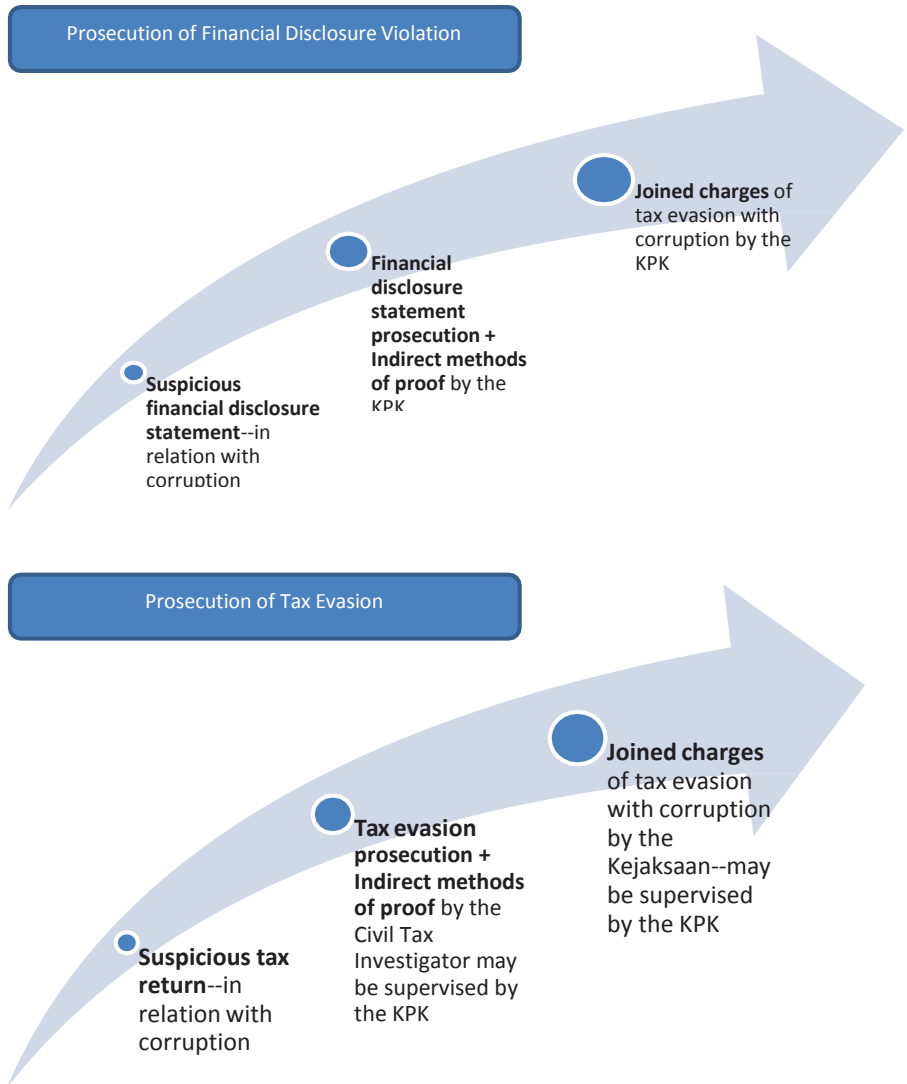 Prosecution of Financial Disclosure Violation
Joined charges of
tax evasion with
corruption by the
KPK
Financial
disclosure
statement
prosecution +
Indirect methods
of proof by the
KPK
Suspicious
financial disclosure
statement--in
relation with
corruption
Prosecution of Tax Evasion
Joined charges
of tax evasion
with corruption
by the
Kejaksaan--may
be supervised
by the KPK
Tax evasion
prosecution +
Indirect methods
of proof by the
Civil Tax
Investigator may
be supervised by
the KPK
Suspicious tax
return--in
relation with
corruption